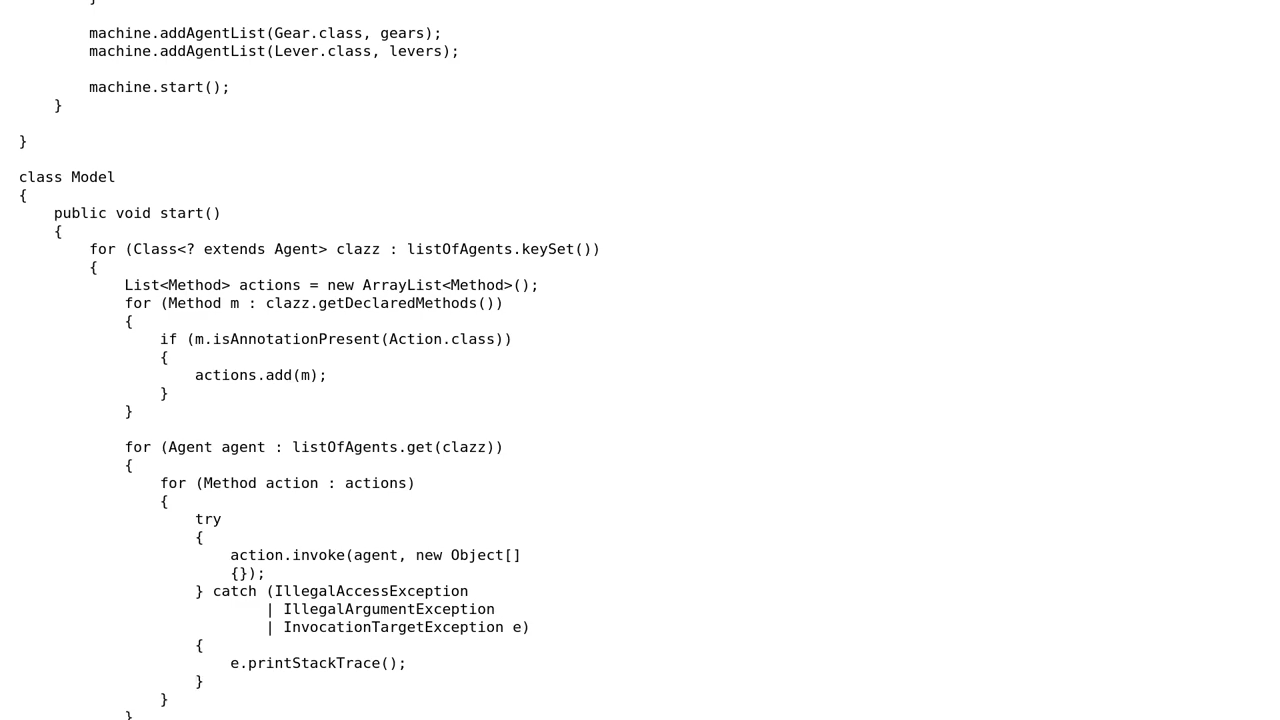 }
machine.addAgentList(Gear.class, gears);
machine.addAgentList(Lever.class, levers);
machine.start();
}
}
class Model
{
public void start()
{
for (Class<? extends Agent> clazz : listOfAgents.keySet())
{
List<Method> actions = new ArrayList<Method>();
for (Method m : clazz.getDeclaredMethods())
{
if (m.isAnnotationPresent(Action.class))
{
actions.add(m);
}
}
for (Agent agent : listOfAgents.get(clazz))
{
for (Method action : actions)
{
try
{
action.invoke(agent, new Object[]
{});
} catch (IllegalAccessException
| IllegalArgumentException
| InvocationTargetException e)
{
e.printStackTrace();
}
}
}